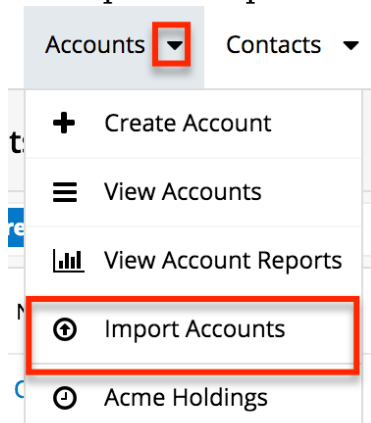 Accounts Contacts
Create Account
View Accounts
View Account Reports
Import Accounts
Acme Holdings